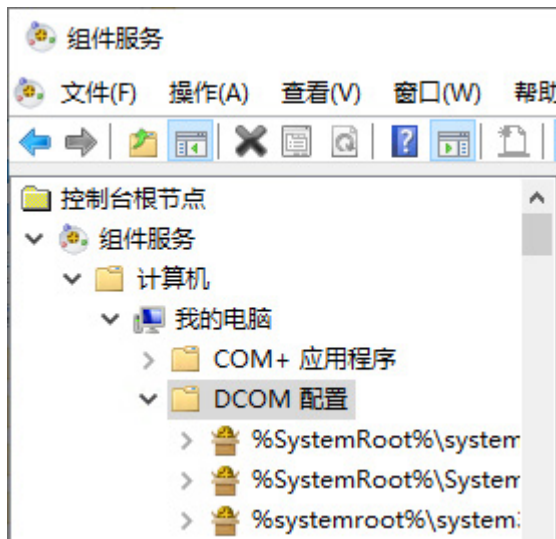 组件服务
文件(F) 操作(A) 查看(V) 窗口(W) 帮助
控制台根节点
组件服务
计算机
我的电脑
COM+ 应用程序
DCOM 配置
%SystemRoot%\system
%SystemRoot%\System
%systemroot%\system